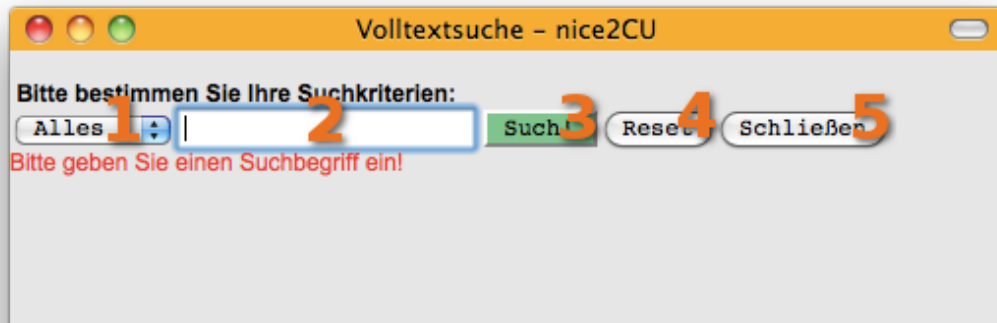 Volltextsuche – nice2CU
Bitte bestimmen Sie Ihre Suchkriterien:
Alles 1 2 Such! 3 Reset 4 Schließen 5
Bitte geben Sie einen Suchbegriff ein!